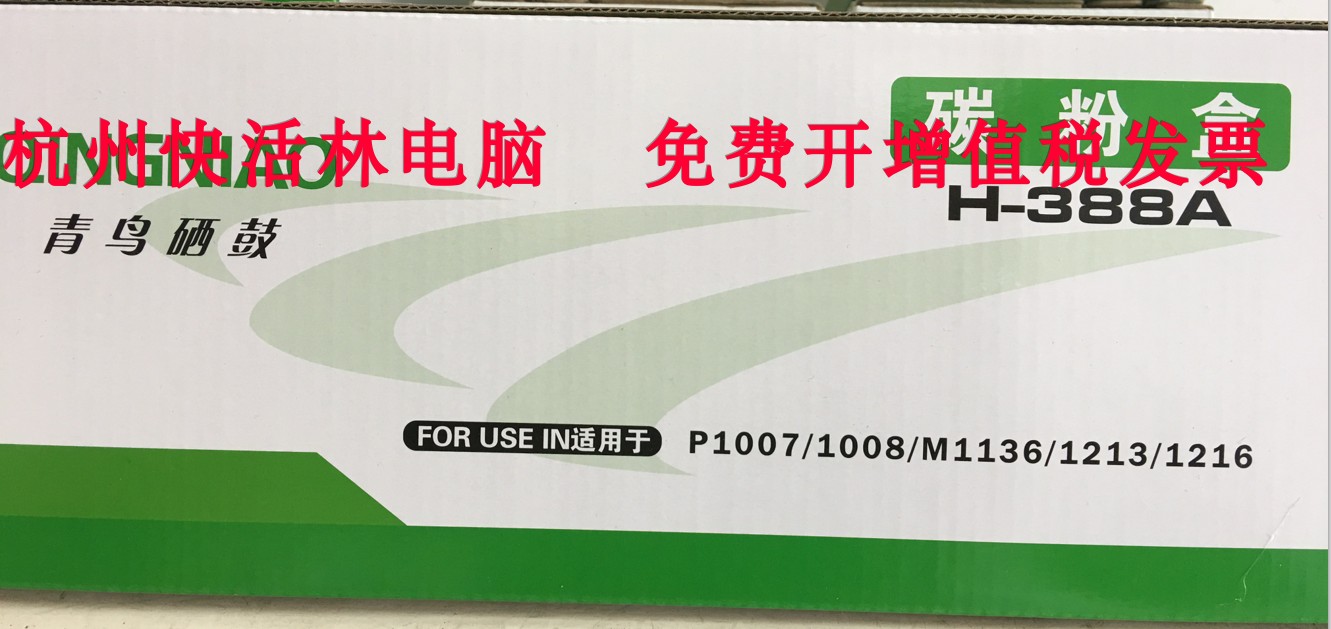 碳 粉 盒
杭州快活林电脑 免费开增值税发票
H-388A
青鸟硒鼓
FOR USE IN适用于 P1007/1008/M1136/1213/1216